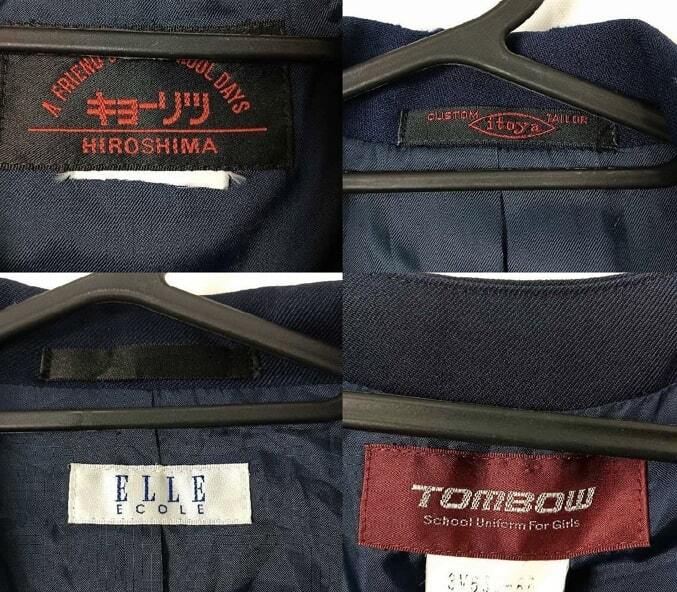 A FRIEND SCHOOL DAYS
キョーリツ
HIROSHIMA
CUSTOM itoya TAILOR
ELLE
ECOLE
TOMBOW
School Uniform For Girls